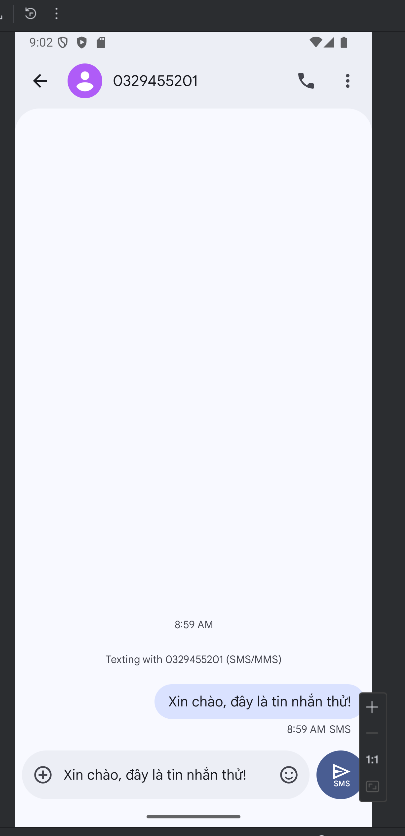 9:02
0329455201
8:59 AM
Texting with 0329455201 (SMS/MMS)
Xin chào, đây là tin nhắn thử!
8:59 AM SMS
Xin chào, đây là tin nhắn thử!
SMS
1:1